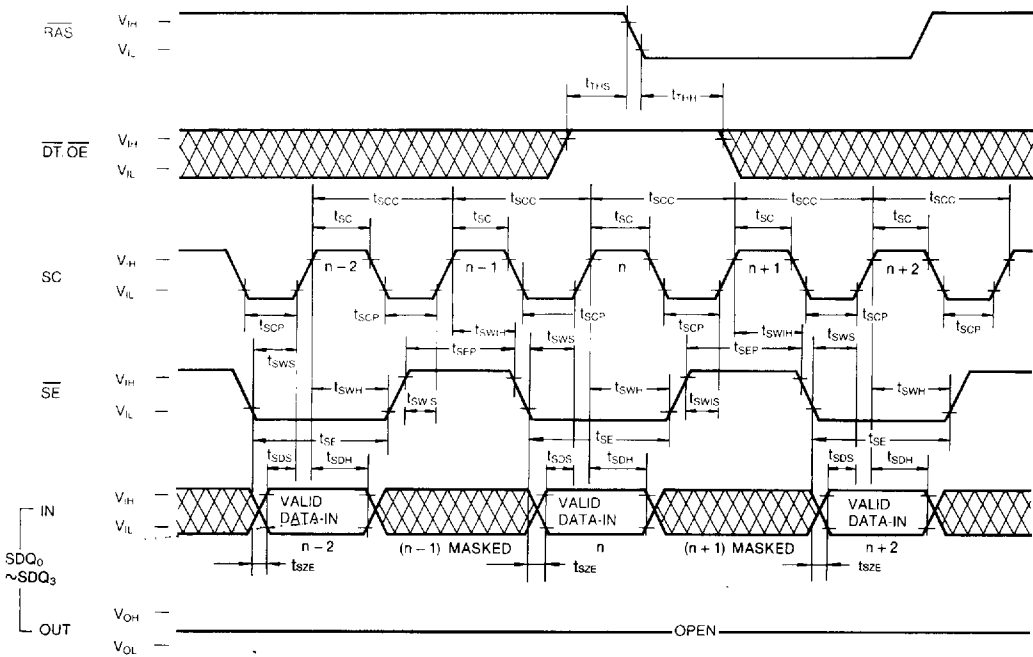 RAS
VIH
VIL
tTHS
tTHH
DT. OE
VIH
VIL
tSCC tSCC tSCC tSCC tSCC
tSC tSC tSC tSC tSC
SC
VIH
VIL
n−2 n−1 n n+1 n+2
tSCP tSCP tSCP tSCP tSCP tSCP
tSWIH tSWIH
tSWS tSEP tSWS tSEP tSWS
SE
VIH
VIL
tSWH tSWIS tSWH tSWIS tSWH
tSE tSE tSE
tSDS tSDH tSDS tSDH tSDS tSDH
IN
VIH
VIL
VALID DATA-IN VALID DATA-IN VALID DATA-IN
n−2 (n−1) MASKED n (n+1) MASKED n+2
tSZE tSZE tSZE
SDQ0
~SDQ3
OUT
VOH
VOL
OPEN